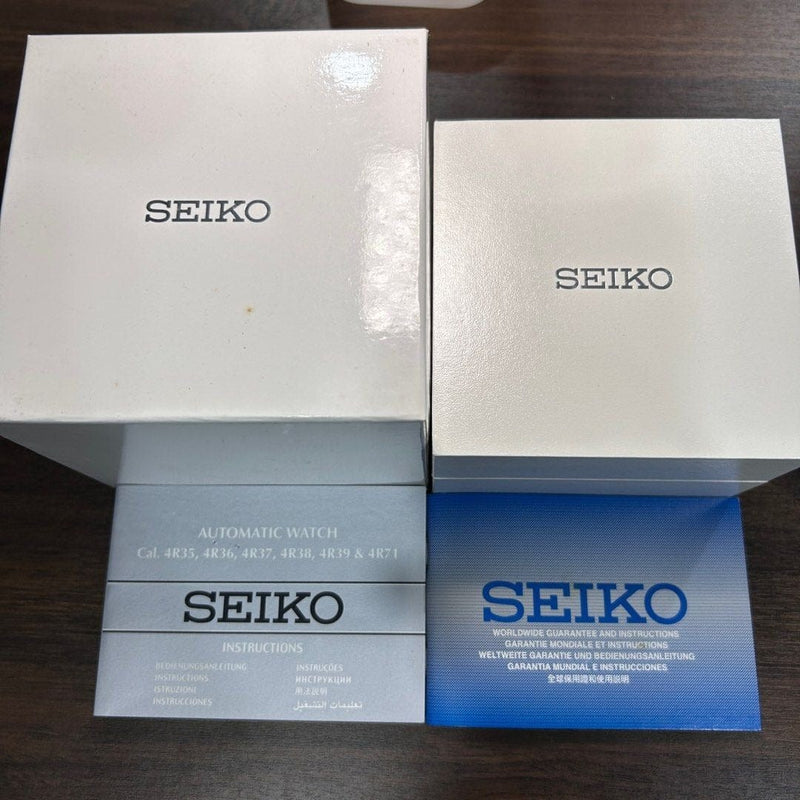 SEIKO
SEIKO
AUTOMATIC WATCH
Cal. 4R35, 4R36, 4R37, 4R38, 4R39 & 4R71
SEIKO
INSTRUCTIONS
BEDIENUNGSANLEITUNG
INSTRUCTIONS
ISTRUZIONI
INSTRUCCIONES
INSTRUÇÕES
ИНСТРУКЦИИ
用法説明
تعليمات التشغيل
SEIKO
WORLDWIDE GUARANTEE AND INSTRUCTIONS
GARANTIE MONDIALE ET INSTRUCTIONS
WELTWEITE GARANTIE UND BEDIENUNGSANLEITUNG
GARANTIA MUNDIAL E INSTRUCCIONES
全球保用證和使用説明